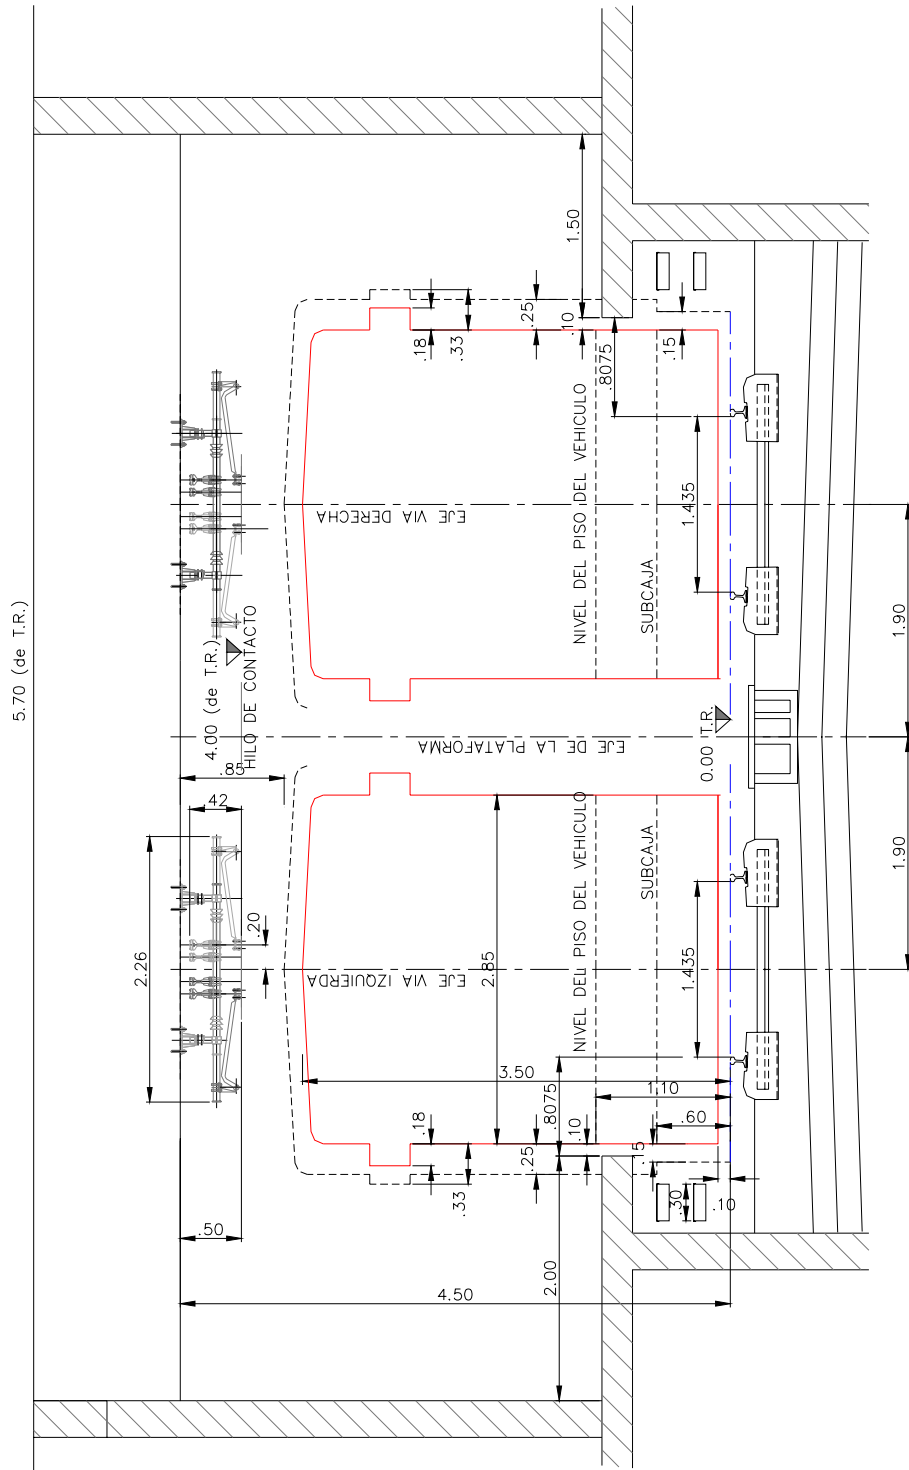 5.70 (de T.R.)
4.00 (de T.R.)
HILO DE CONTACTO
.85
.42
2.26
.20
.50
EJE VIA DERECHA
EJE DE LA PLATAFORMA
EJE VIA IZQUIERDA
NIVEL DEL PISO DEL VEHICULO
SUBCAJA
NIVEL DEL PISO DEL VEHICULO
SUBCAJA
0.00 T.R.
1.50
.18
.33
.25
.10
.8075
.15
1.435
1.90
1.90
2.85
1.435
3.50
1.10
.60
.8075
.10
.18
.33
.25
.15
.30
.10
2.00
4.50